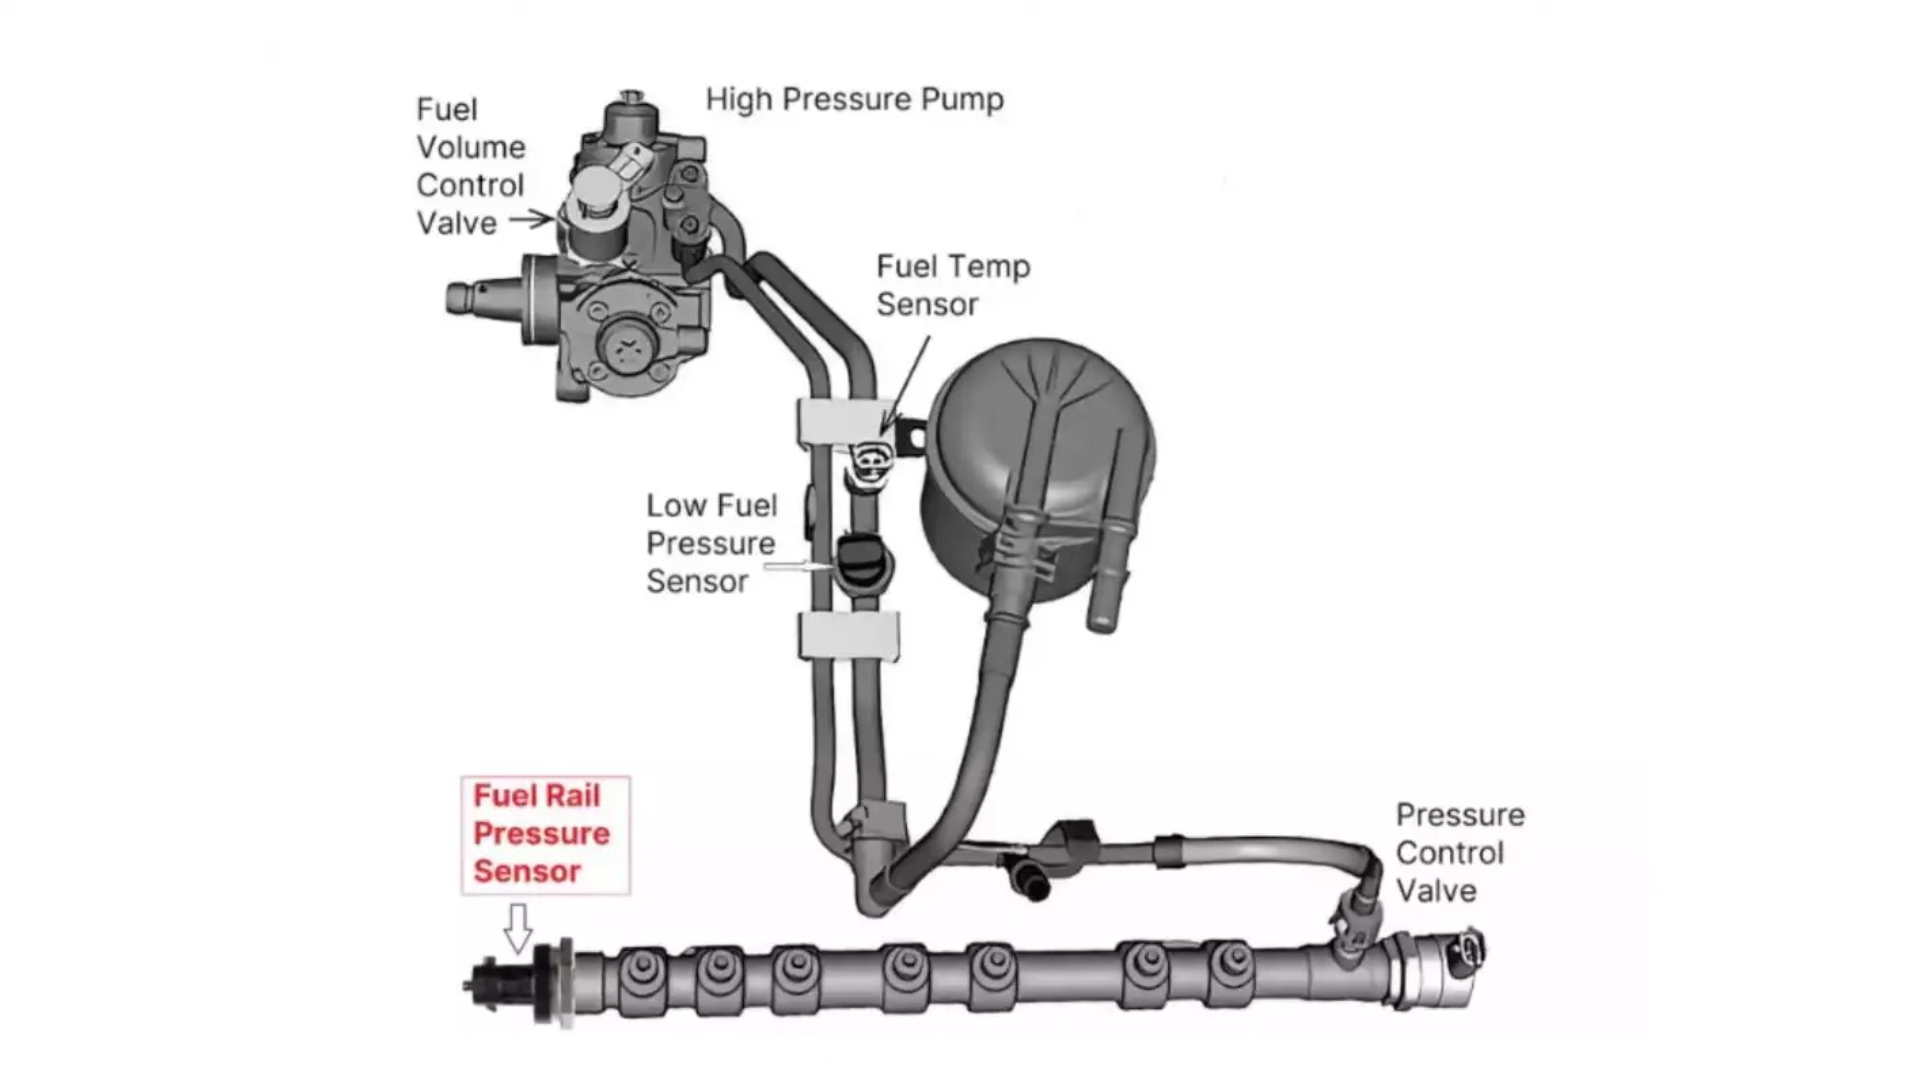 High Pressure Pump
Fuel
Volume
Control
Valve
Fuel Temp
Sensor
Low Fuel
Pressure
Sensor
Fuel Rail
Pressure
Sensor
Pressure
Control
Valve